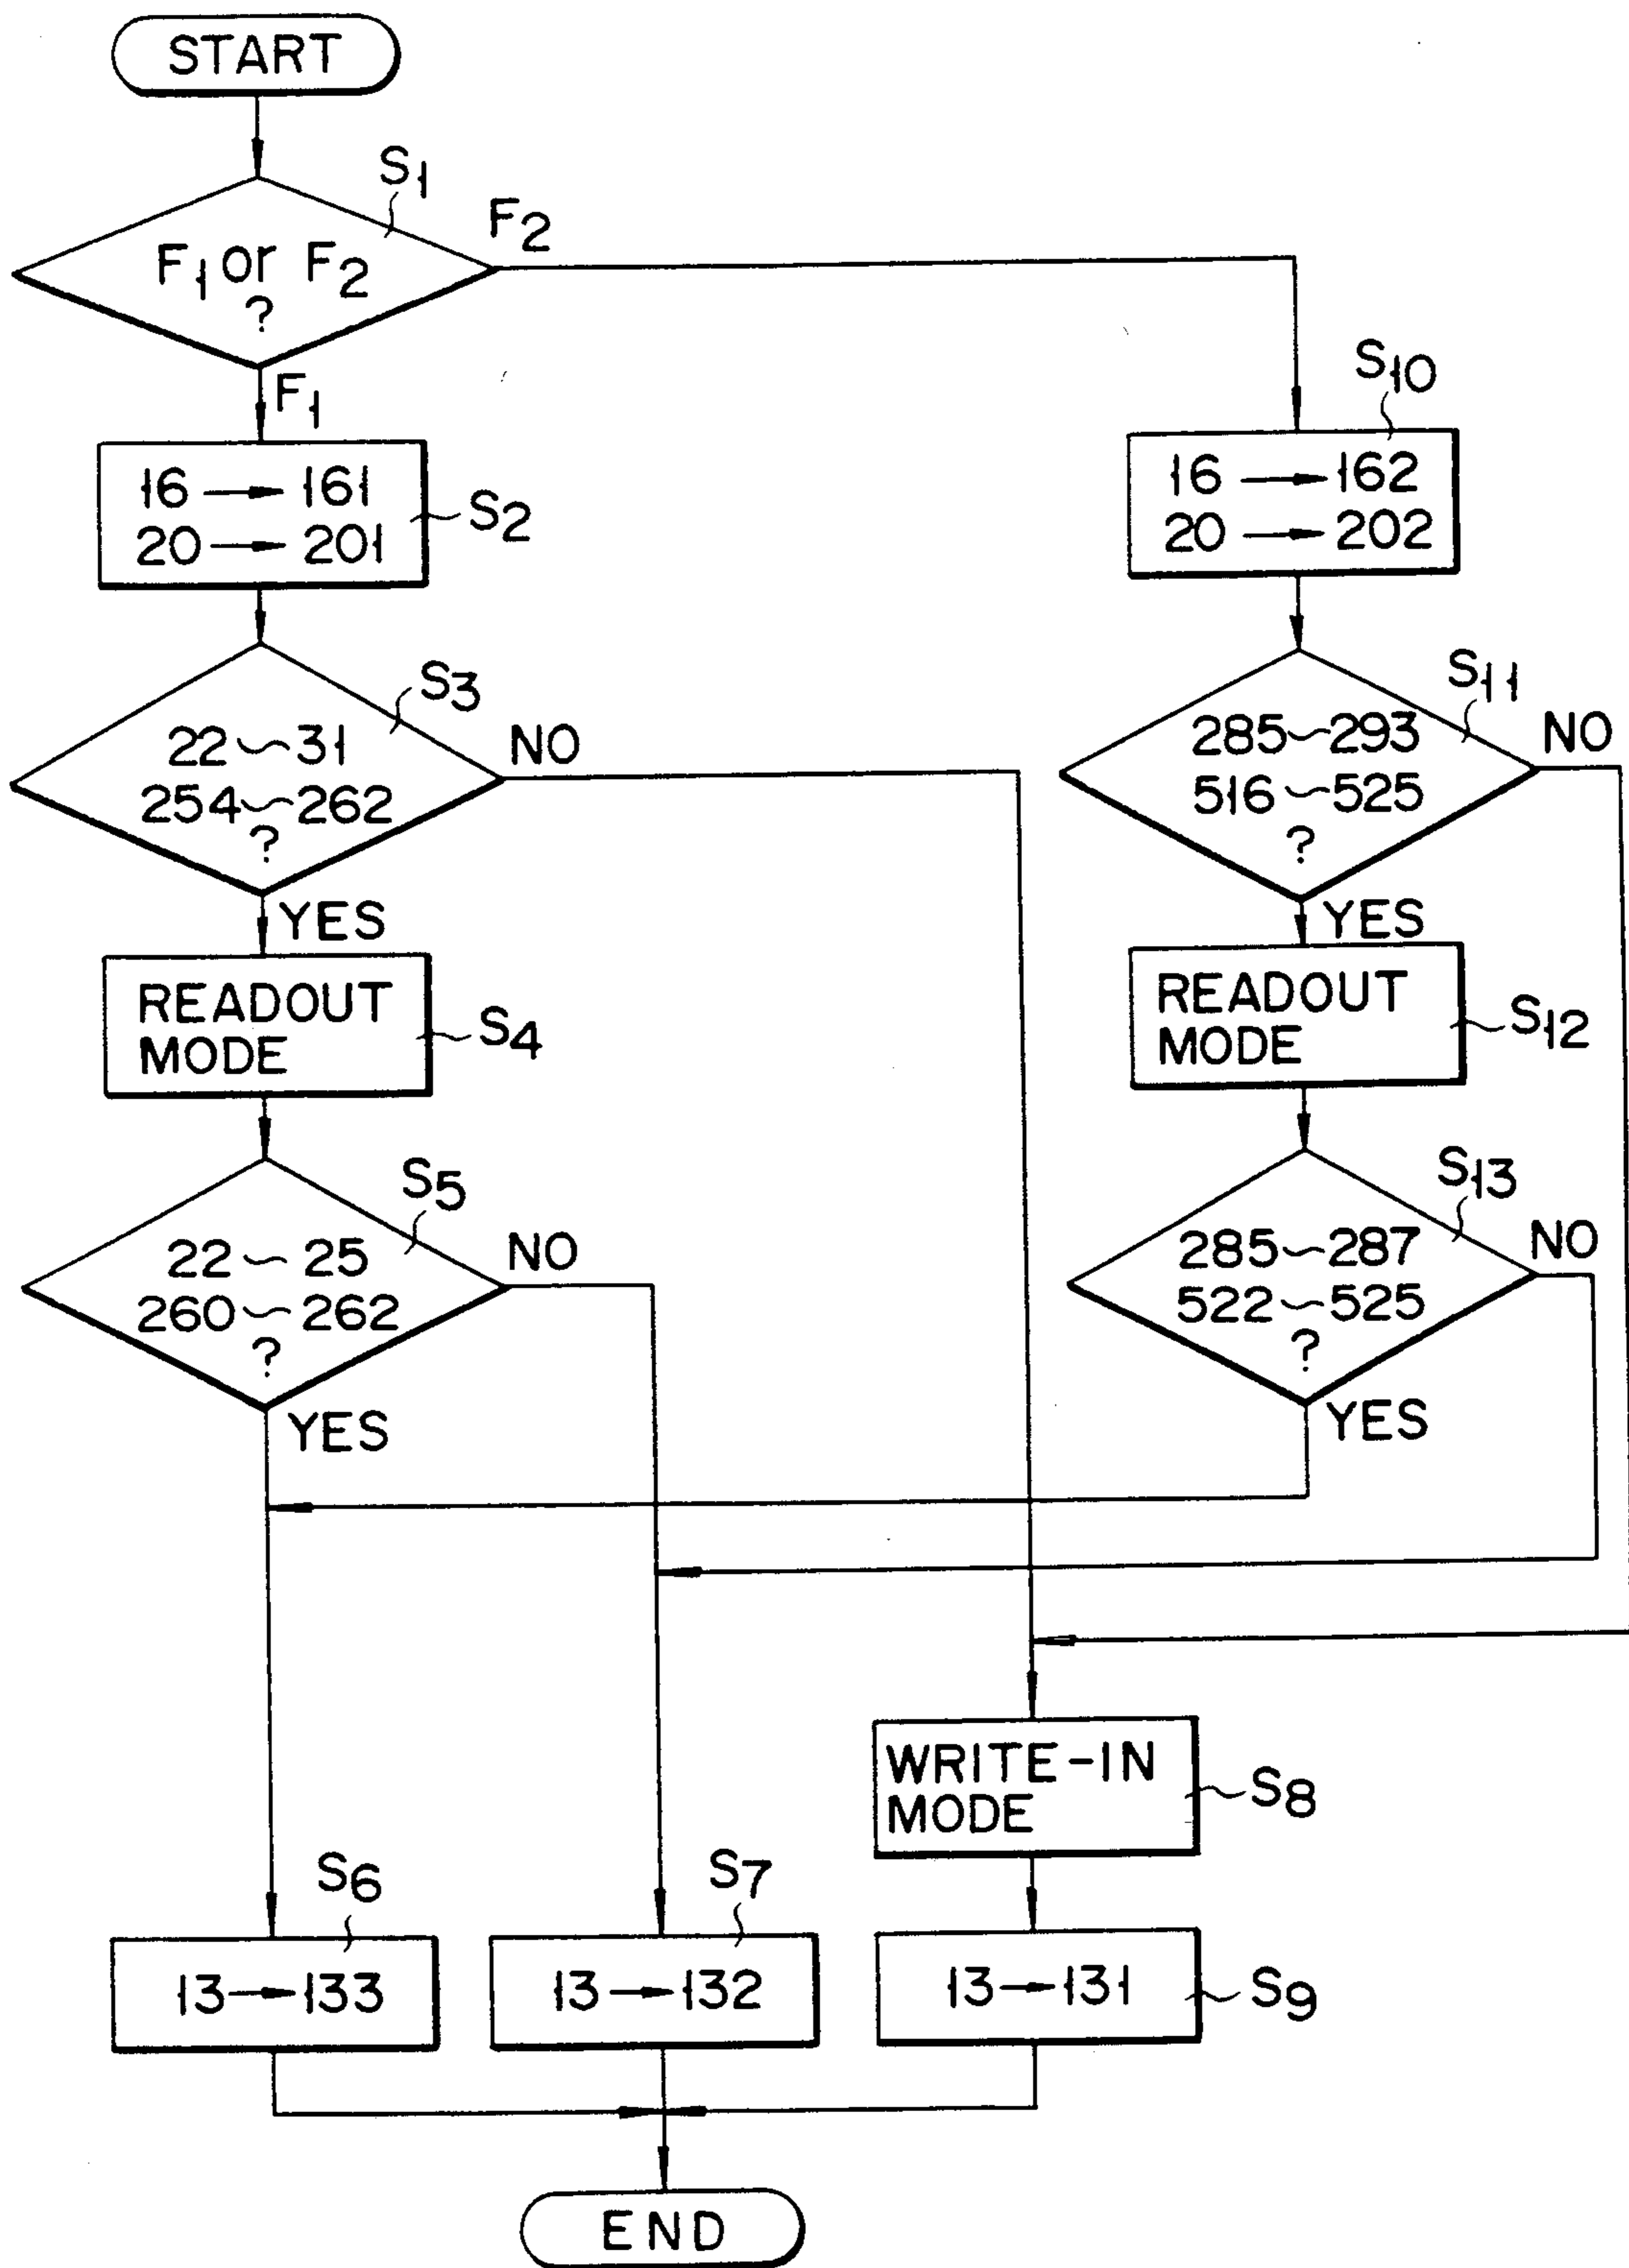 START
S1
F1 or F2
?
F2
F1
16 → 161
20 → 201
S2
S10
16 → 162
20 → 202
S3
22~31
254~262
?
NO
YES
S11
285~293
516~525
?
NO
YES
READOUT
MODE
S4
READOUT
MODE
S12
S5
22~25
260~262
?
NO
YES
S13
285~287
522~525
?
NO
YES
WRITE-IN
MODE
S8
S6
13→133
S7
13→132
13→131
S9
END